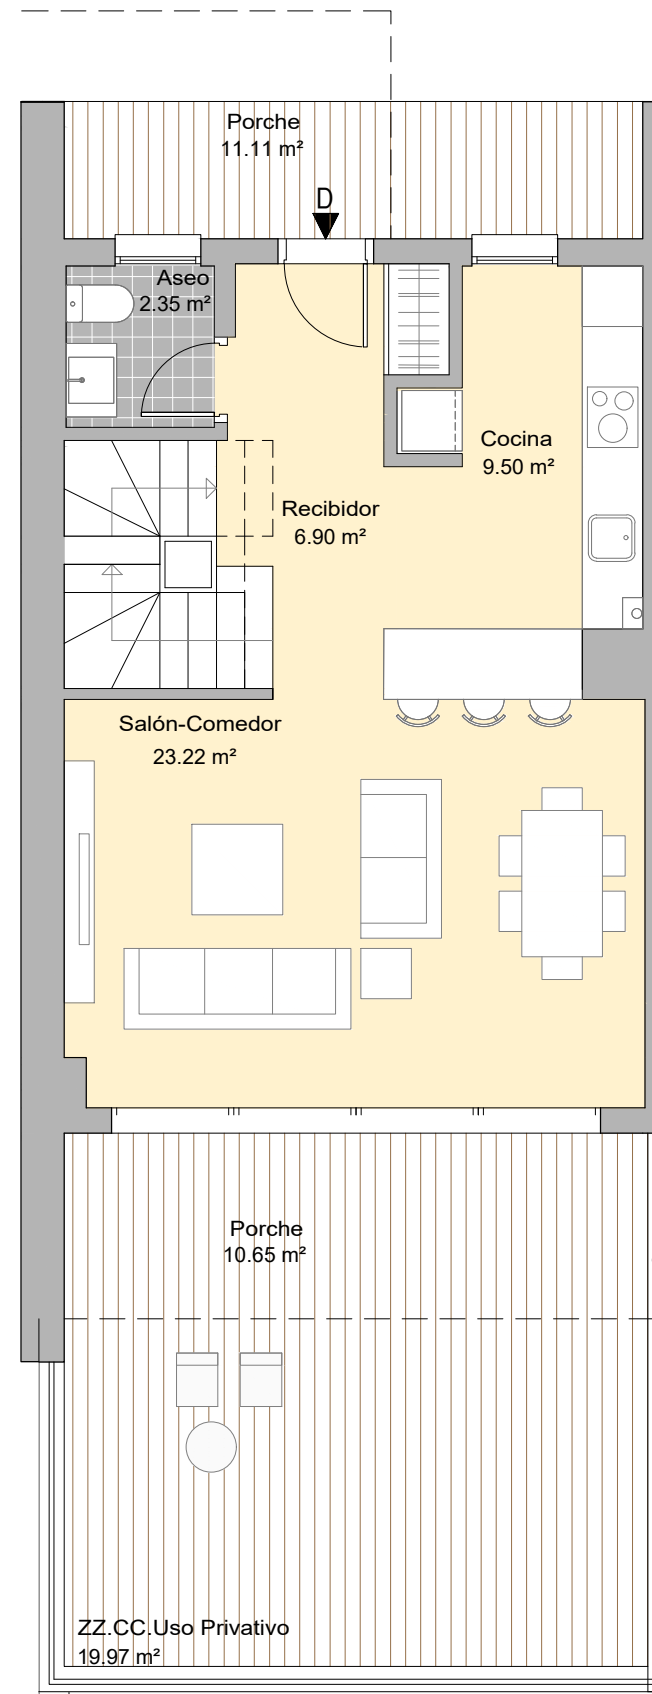 Porche
11.11 m²
D
Aseo
2.35 m²
Cocina
9.50 m²
Recibidor
6.90 m²
Salón-Comedor
23.22 m²
Porche
10.65 m²
ZZ.CC.Uso Privativo
19.97 m²